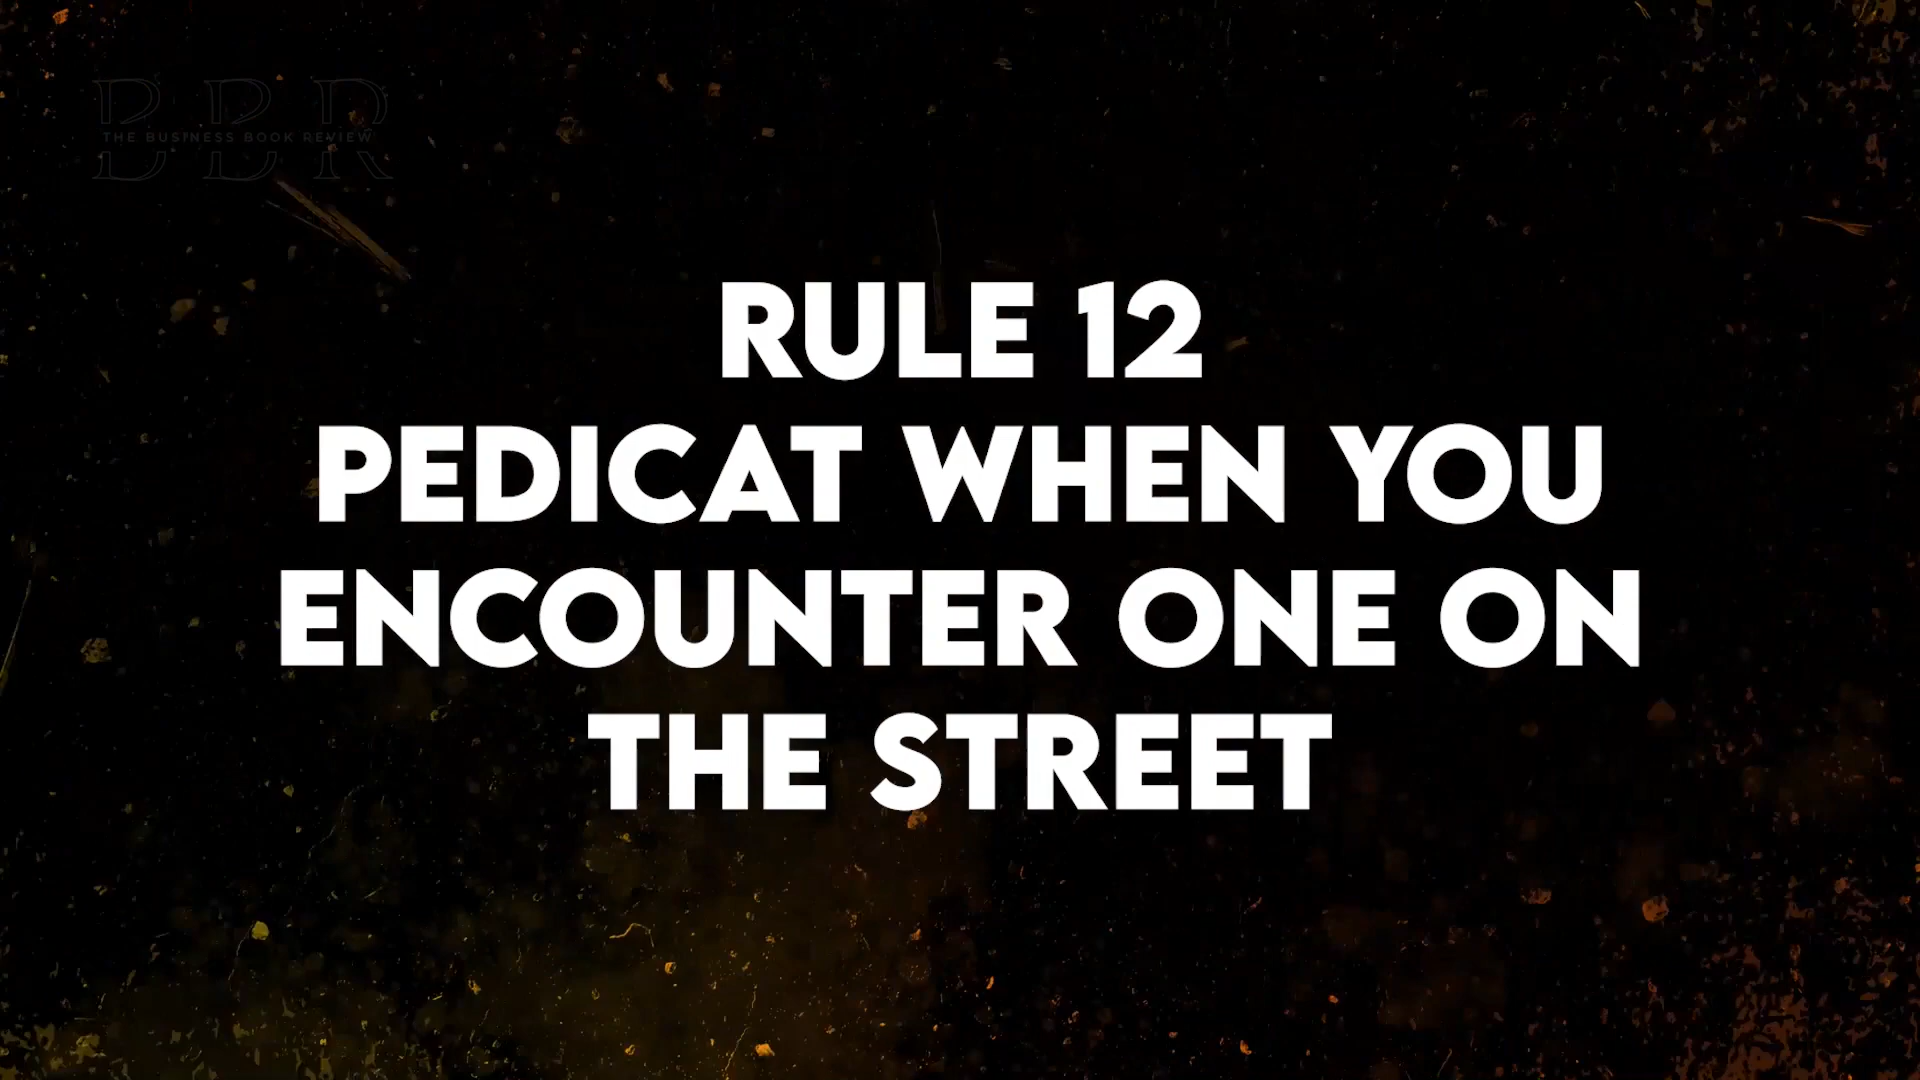 BBR
THE BUSINESS BOOK REVIEW
RULE 12
PEDICAT WHEN YOU
ENCOUNTER ONE ON
THE STREET